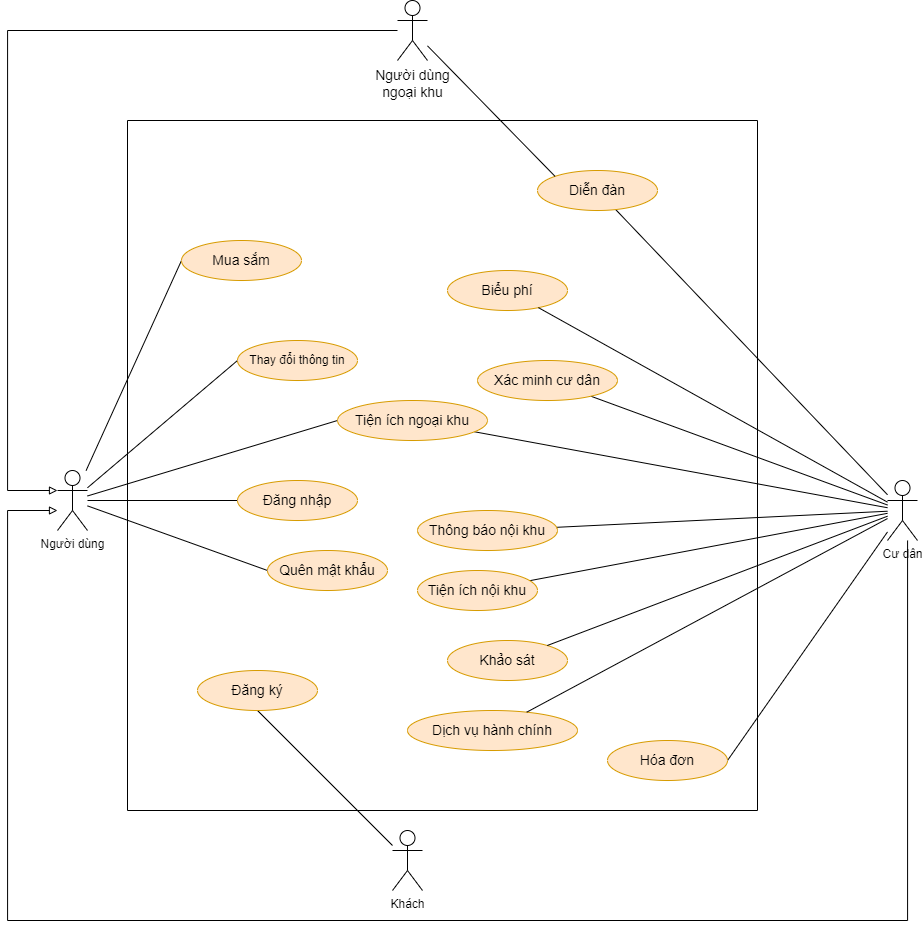 Người dùng
ngoại khu
Diễn đàn
Mua sắm
Biểu phí
Thay đổi thông tin
Xác minh cư dân
Tiện ích ngoại khu
Đăng nhập
Thông báo nội khu
Người dùng
Cư dân
Quên mật khẩu
Tiện ích nội khu
Khảo sát
Đăng ký
Dịch vụ hành chính
Hóa đơn
Khách